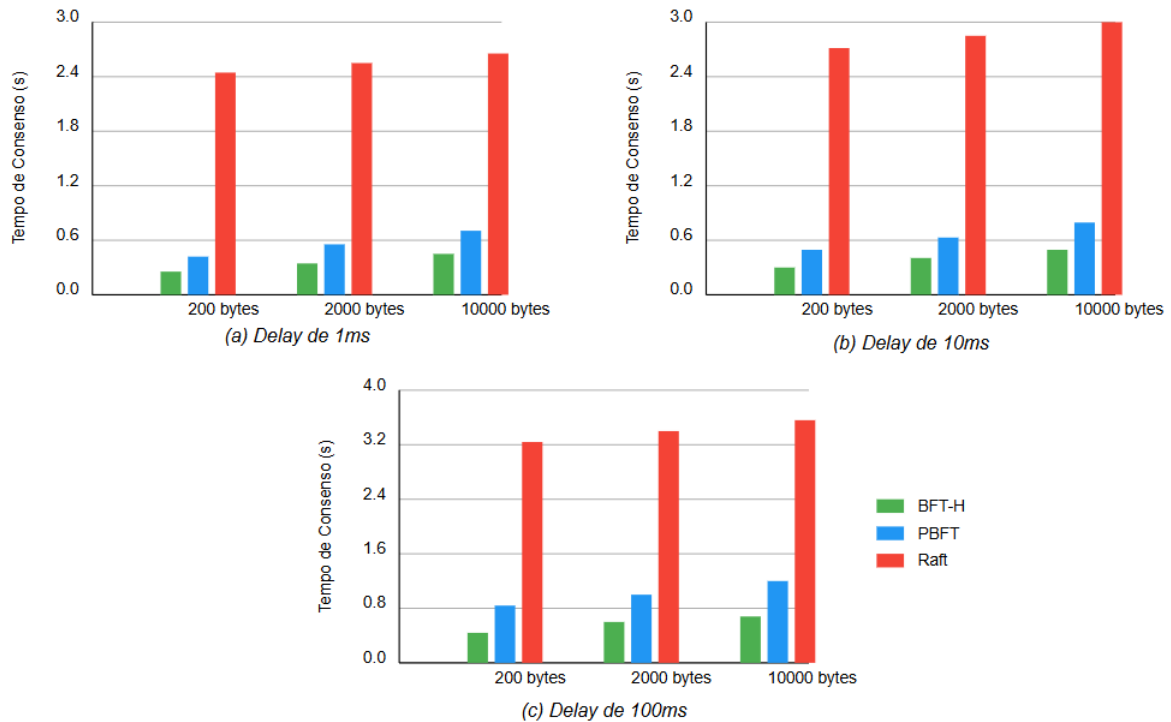 Tempo de Consenso (s)
3.0
2.4
1.8
1.2
0.6
0.0
200 bytes 2000 bytes 10000 bytes
(a) Delay de 1ms
Tempo de Consenso (s)
3.0
2.4
1.8
1.2
0.6
0.0
200 bytes 2000 bytes 10000 bytes
(b) Delay de 10ms
Tempo de Consenso (s)
4.0
3.2
2.4
1.6
0.8
0.0
200 bytes 2000 bytes 10000 bytes
(c) Delay de 100ms
BFT-H
PBFT
Raft